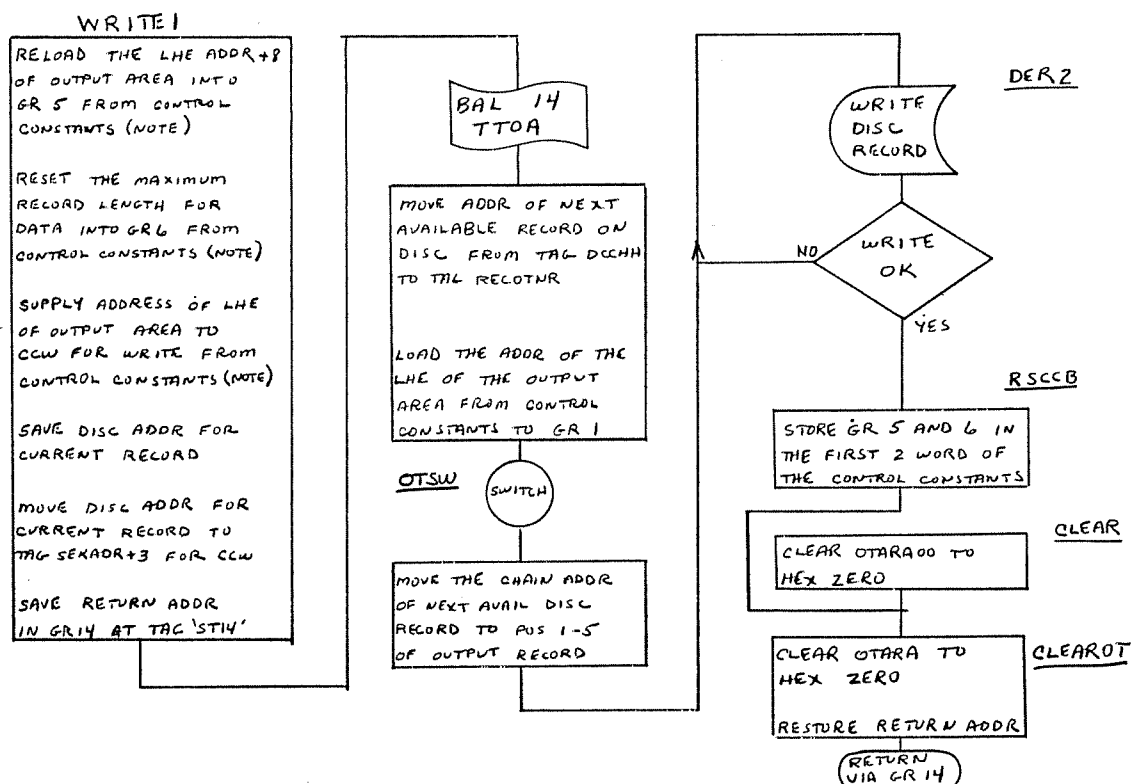 WRITE1
RELOAD THE LHE ADDR+8
OF OUTPUT AREA INTO
GR 5 FROM CONTROL
CONSTANTS (NOTE)
RESET THE MAXIMUM
RECORD LENGTH FOR
DATA INTO GR6 FROM
CONTROL CONSTANTS (NOTE)
SUPPLY ADDRESS OF LHE
OF OUTPUT AREA TO
CCW FOR WRITE FROM
CONTROL CONSTANTS (NOTE)
SAVE DISC ADDR FOR
CURRENT RECORD
MOVE DISC ADDR FOR
CURRENT RECORD TO
TAG SEKADR+3 FOR CCW
SAVE RETURN ADDR
IN GR14 AT TAG 'ST14'
BAL 14
TTOA
MOVE ADDR OF NEXT
AVAILABLE RECORD ON
DISC FROM TAG DCCHH
TO TAG RECOTNR
LOAD THE ADDR OF THE
LHE OF THE OUTPUT
AREA FROM CONTROL
CONSTANTS TO GR 1
OTSW
SWITCH
MOVE THE CHAIN ADDR
OF NEXT AVAIL DISC
RECORD TO POS 1-5
OF OUTPUT RECORD
DER2
WRITE
DISC
RECORD
NO
WRITE
OK
YES
RSCCB
STORE GR 5 AND 6 IN
THE FIRST 2 WORD OF
THE CONTROL CONSTANTS
CLEAR
CLEAR OTARA00 TO
HEX ZERO
CLEAROT
CLEAR OTARA TO
HEX ZERO
RESTORE RETURN ADDR
RETURN
VIA GR 14